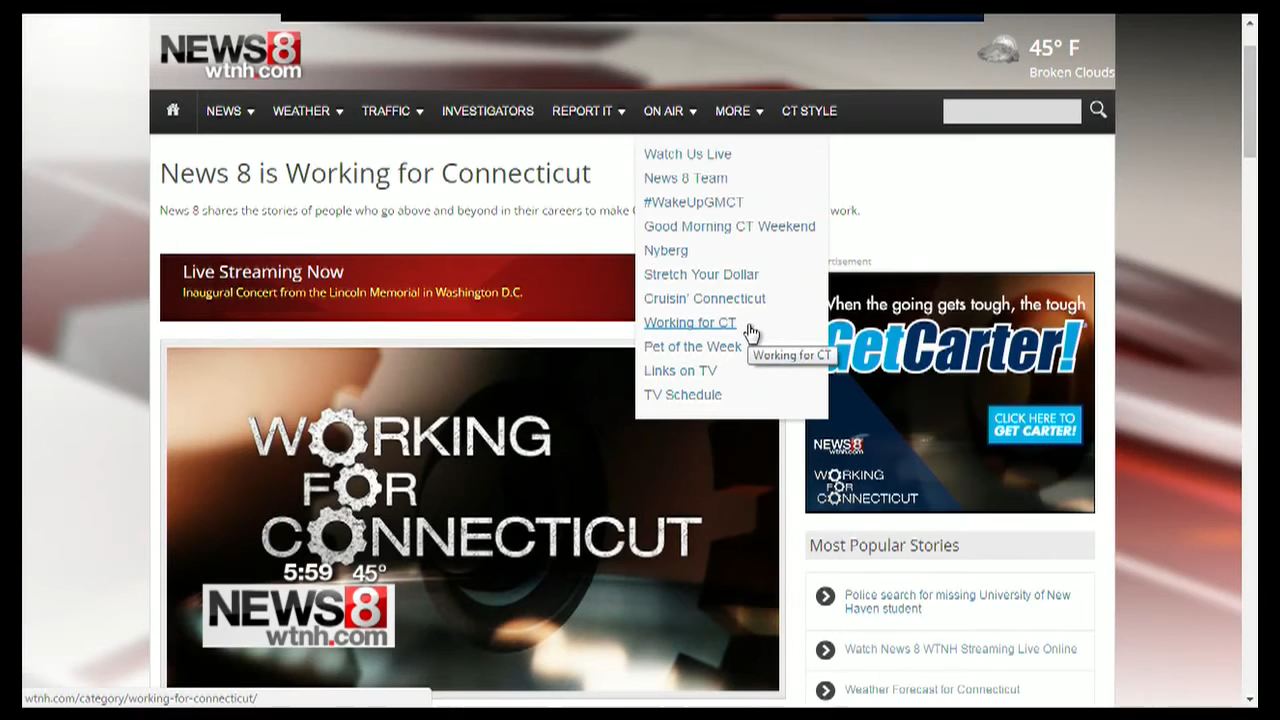 NEWS8
wtnh.com
45° F
Broken Clouds
NEWS
WEATHER
TRAFFIC
INVESTIGATORS
REPORT IT
ON AIR
MORE
CT STYLE
News 8 is Working for Connecticut
News 8 shares the stories of people who go above and beyond in their careers to make
work.
Watch Us Live
News 8 Team
#WakeUpGMCT
Good Morning CT Weekend
Nyberg
Stretch Your Dollar
Cruisin' Connecticut
Working for CT
Pet of the Week
Links on TV
TV Schedule
Working for CT
Live Streaming Now
Inaugural Concert from the Lincoln Memorial in Washington D.C.
WORKING
FOR
CONNECTICUT
5:59 45°
NEWS8
wtnh.com
When the going gets tough, the tough
GetCarter!
CLICK HERE TO
GET CARTER!
NEWS8
wtnh.com
WORKING
FOR
CONNECTICUT
Most Popular Stories
Police search for missing University of New
Haven student
Watch News 8 WTNH Streaming Live Online
Weather Forecast for Connecticut
wtnh.com/category/working-for-connecticut/